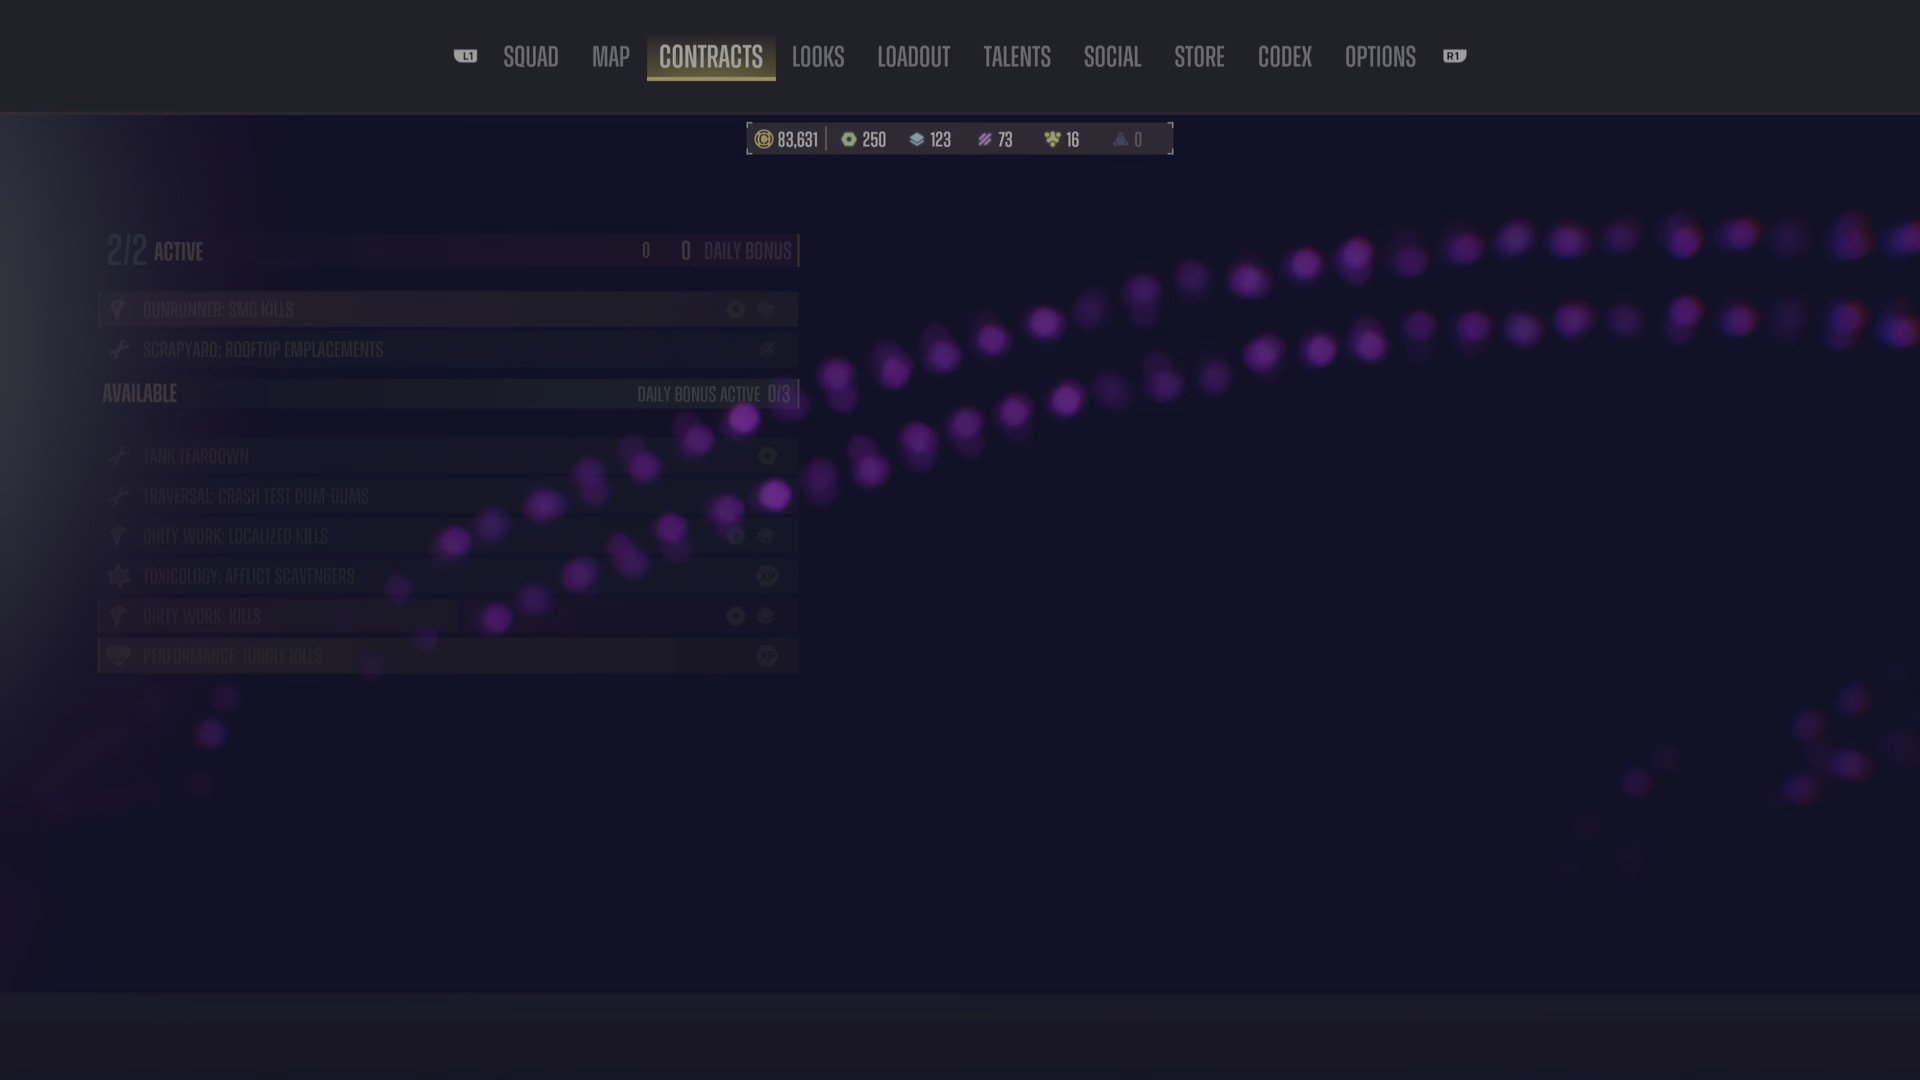 L1 SQUAD MAP CONTRACTS LOOKS LOADOUT TALENTS SOCIAL STORE CODEX OPTIONS R1
83,631 250 123 73 16 0
2/2 ACTIVE 0 0 DAILY BONUS
GUNRUNNER: SMG KILLS
SCRAPYARD: ROOFTOP EMPLACEMENTS
AVAILABLE DAILY BONUS ACTIVE 0/3
TANK TEARDOWN
TRAVERSAL: CRASH TEST DUM-DUMS
DIRTY WORK: LOCALIZED KILLS
TOXICOLOGY: AFFLICT SCAVENGERS XP
DIRTY WORK: KILLS
PERFORMANCE: JUGGLE KILLS XP